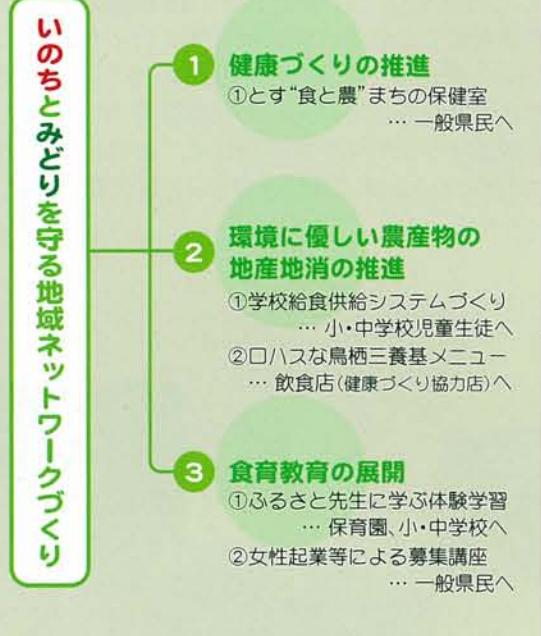 いのちとみどりを守る地域ネットワークづくり
1 健康づくりの推進
①とす“食と農”まちの保健室
… 一般県民へ
2 環境に優しい農産物の
地産地消の推進
①学校給食供給システムづくり
… 小・中学校児童生徒へ
②ロハスな鳥栖三養基メニュー
… 飲食店(健康づくり協力店)へ
3 食育教育の展開
①ふるさと先生に学ぶ体験学習
… 保育園、小・中学校へ
②女性起業等による募集講座
… 一般県民へ